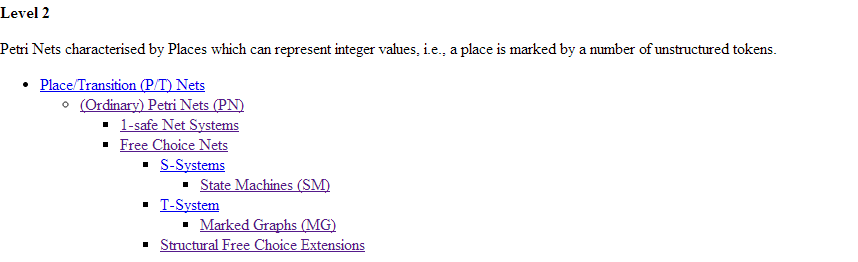 Level 2
Petri Nets characterised by Places which can represent integer values, i.e., a place is marked by a number of unstructured tokens.
Place/Transition (P/T) Nets
(Ordinary) Petri Nets (PN)
1-safe Net Systems
Free Choice Nets
S-Systems
State Machines (SM)
T-System
Marked Graphs (MG)
Structural Free Choice Extensions